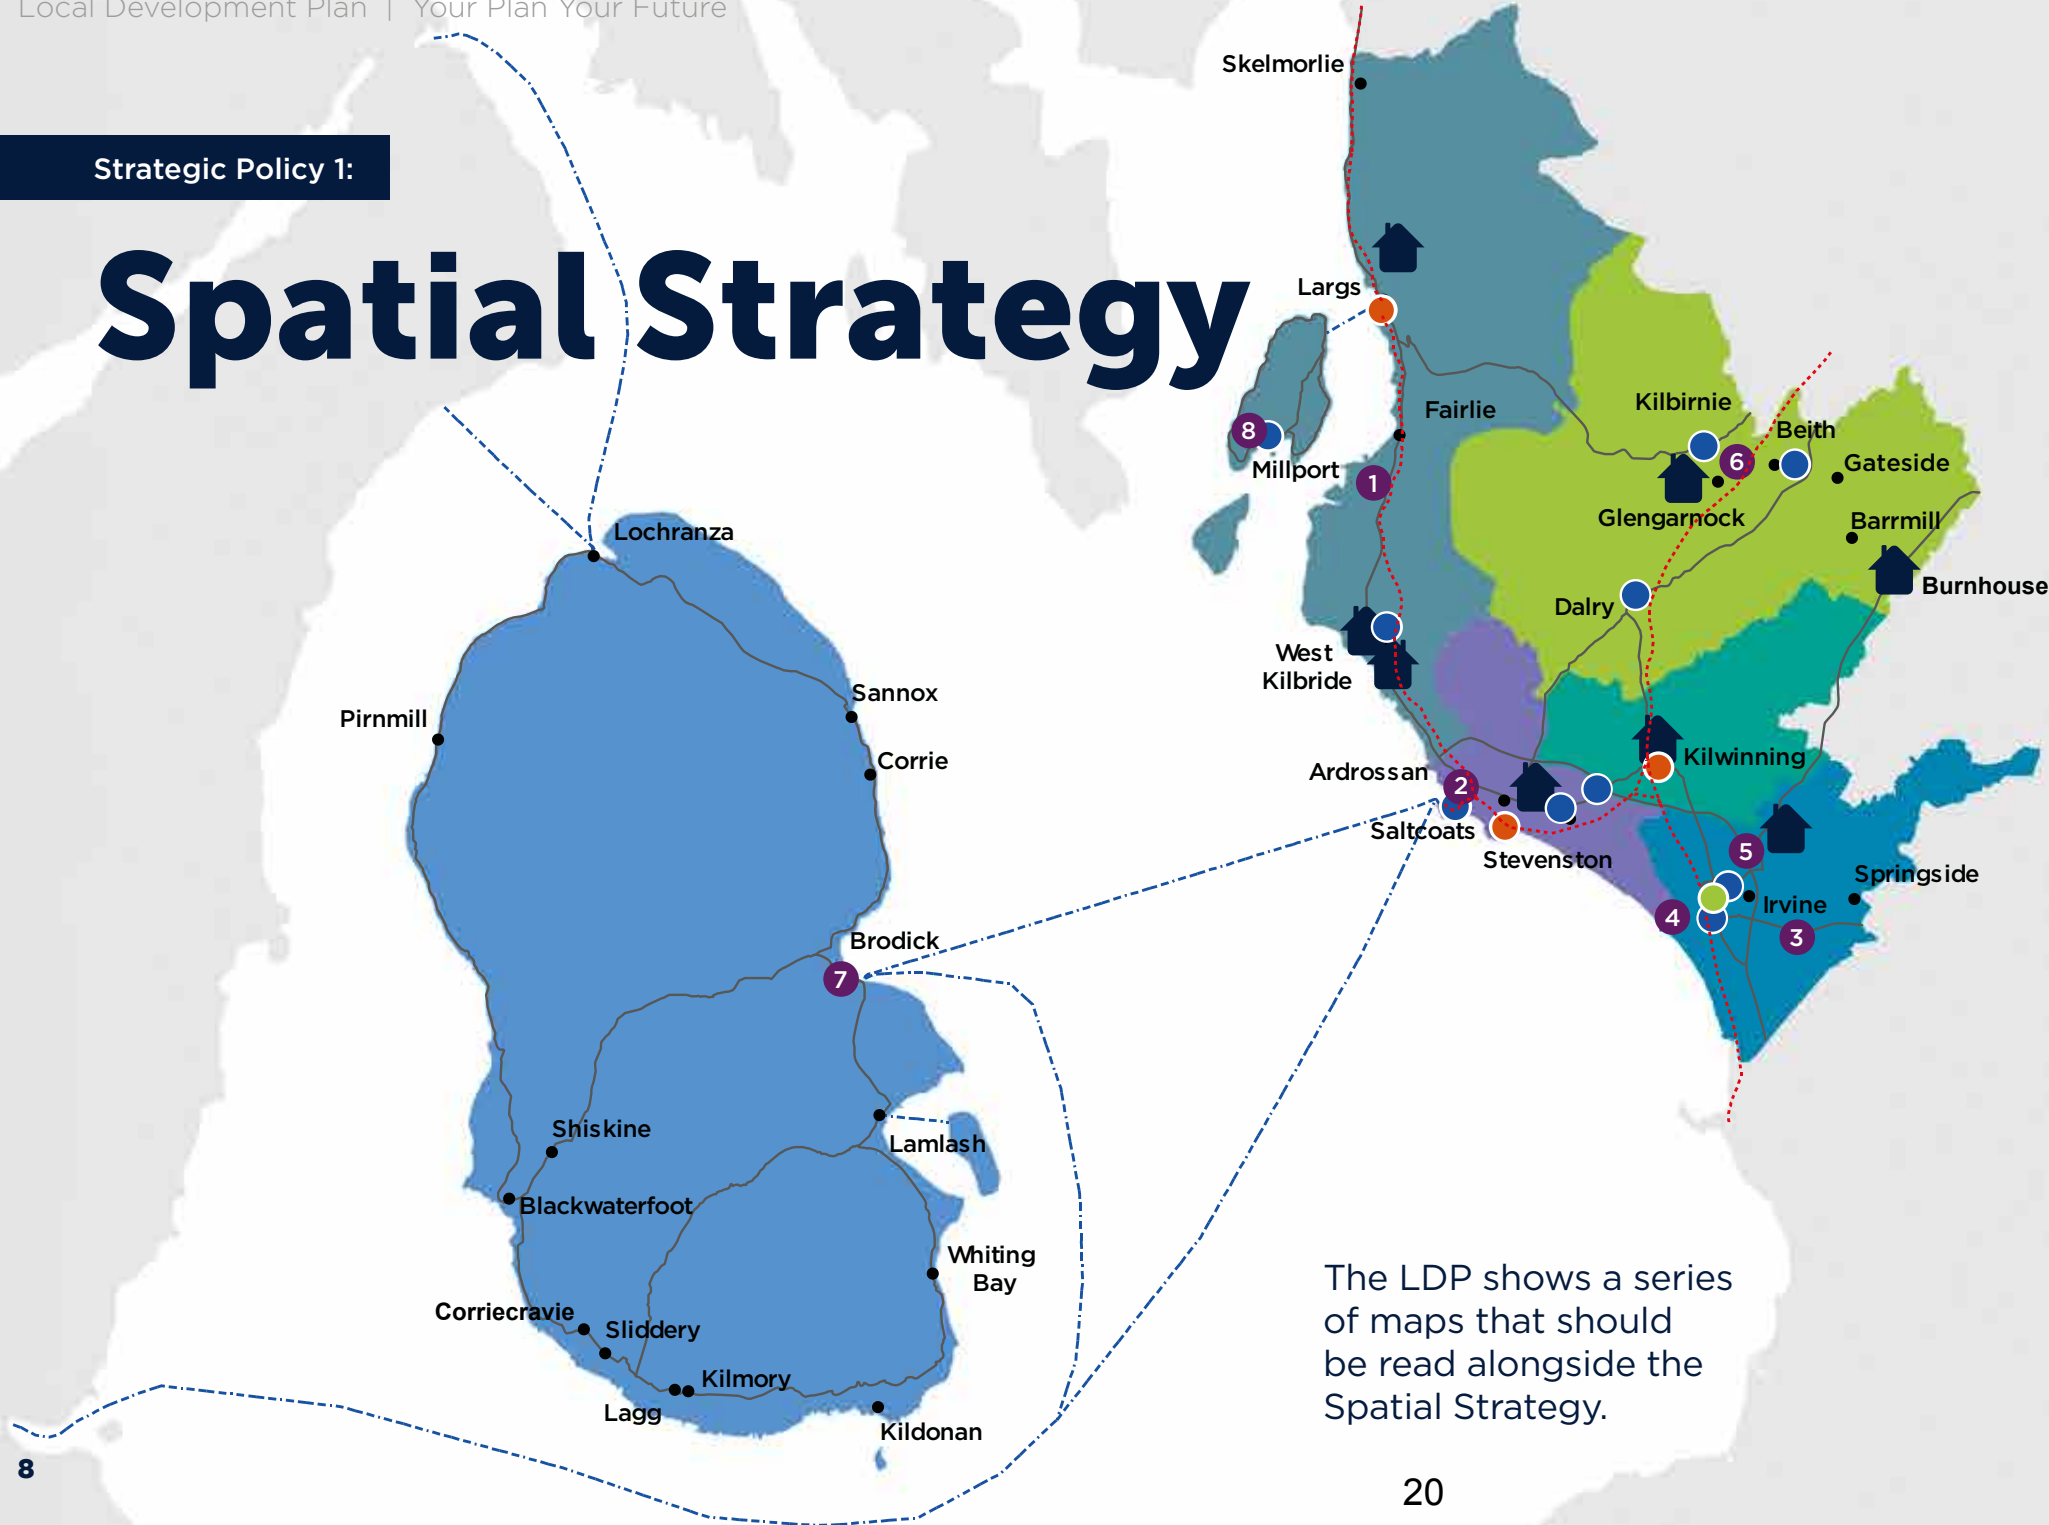 Local Development Plan | Your Plan Your Future
Strategic Policy 1:
Spatial Strategy
Skelmorlie
Largs
Fairlie
8
Millport
1
Kilbirnie
Beith
6
Gateside
Glengarnock
Barrmill
Burnhouse
Dalry
West
Kilbride
Ardrossan
2
Saltcoats
Stevenston
Kilwinning
5
Springside
4
Irvine
3
Lochranza
Pirnmill
Sannox
Corrie
Brodick
7
Shiskine
Lamlash
Blackwaterfoot
Whiting
Bay
Corriecravie
Sliddery
Kilmory
Lagg
Kildonan
The LDP shows a series
of maps that should
be read alongside the
Spatial Strategy.
8
20